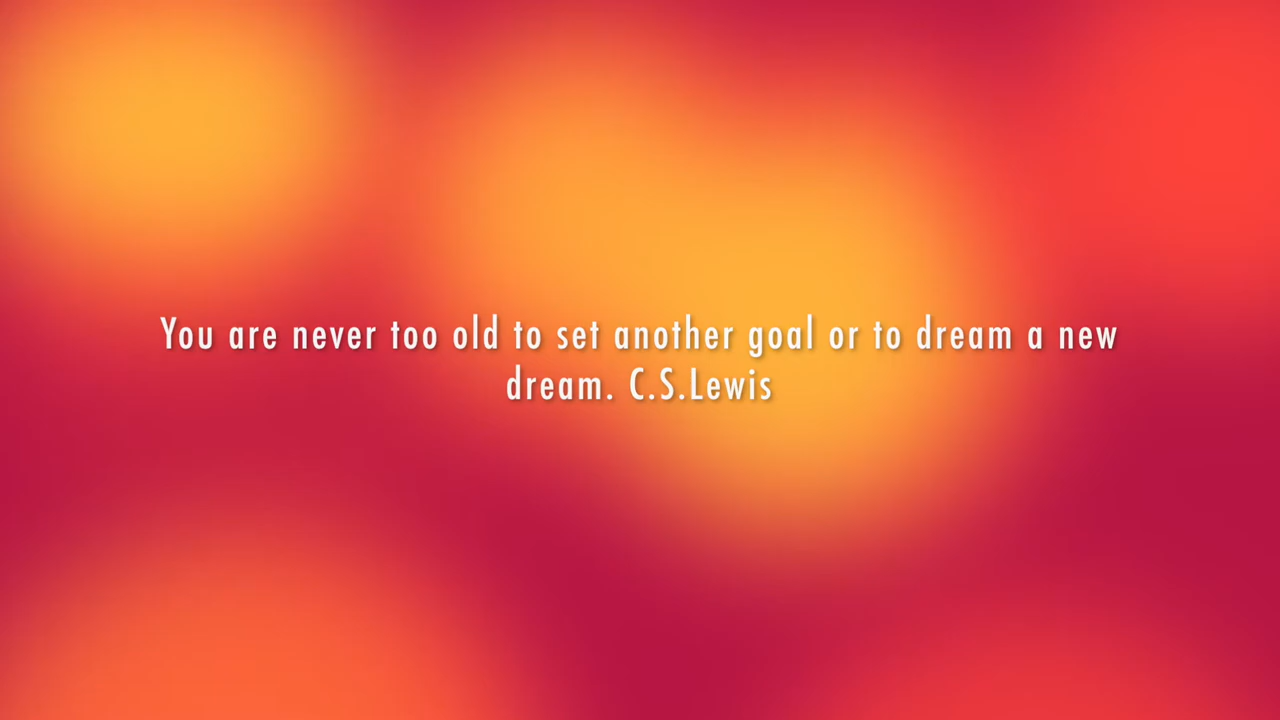 You are never too old to set another goal or to dream a new
dream. C.S.Lewis